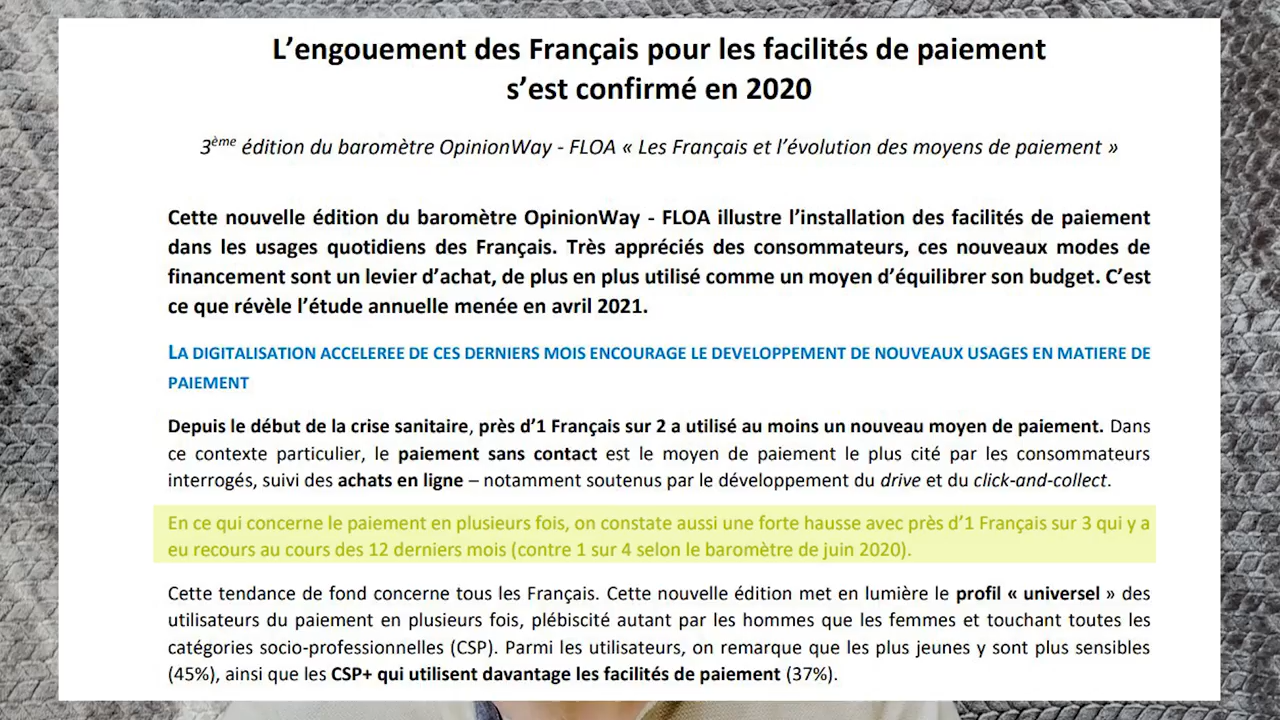 L’engouement des Français pour les facilités de paiement
s’est confirmé en 2020
3ème édition du baromètre OpinionWay - FLOA « Les Français et l’évolution des moyens de paiement »
Cette nouvelle édition du baromètre OpinionWay - FLOA illustre l’installation des facilités de paiement
dans les usages quotidiens des Français. Très appréciés des consommateurs, ces nouveaux modes de
financement sont un levier d’achat, de plus en plus utilisé comme un moyen d’équilibrer son budget. C’est
ce que révèle l’étude annuelle menée en avril 2021.
LA DIGITALISATION ACCELEREE DE CES DERNIERS MOIS ENCOURAGE LE DEVELOPPEMENT DE NOUVEAUX USAGES EN MATIERE DE
PAIEMENT
Depuis le début de la crise sanitaire, près d’1 Français sur 2 a utilisé au moins un nouveau moyen de paiement. Dans
ce contexte particulier, le paiement sans contact est le moyen de paiement le plus cité par les consommateurs
interrogés, suivi des achats en ligne – notamment soutenus par le développement du drive et du click-and-collect.
En ce qui concerne le paiement en plusieurs fois, on constate aussi une forte hausse avec près d’1 Français sur 3 qui y a
eu recours au cours des 12 derniers mois (contre 1 sur 4 selon le baromètre de juin 2020).
Cette tendance de fond concerne tous les Français. Cette nouvelle édition met en lumière le profil « universel » des
utilisateurs du paiement en plusieurs fois, plébiscité autant par les hommes que les femmes et touchant toutes les
catégories socio-professionnelles (CSP). Parmi les utilisateurs, on remarque que les plus jeunes y sont plus sensibles
(45%), ainsi que les CSP+ qui utilisent davantage les facilités de paiement (37%).